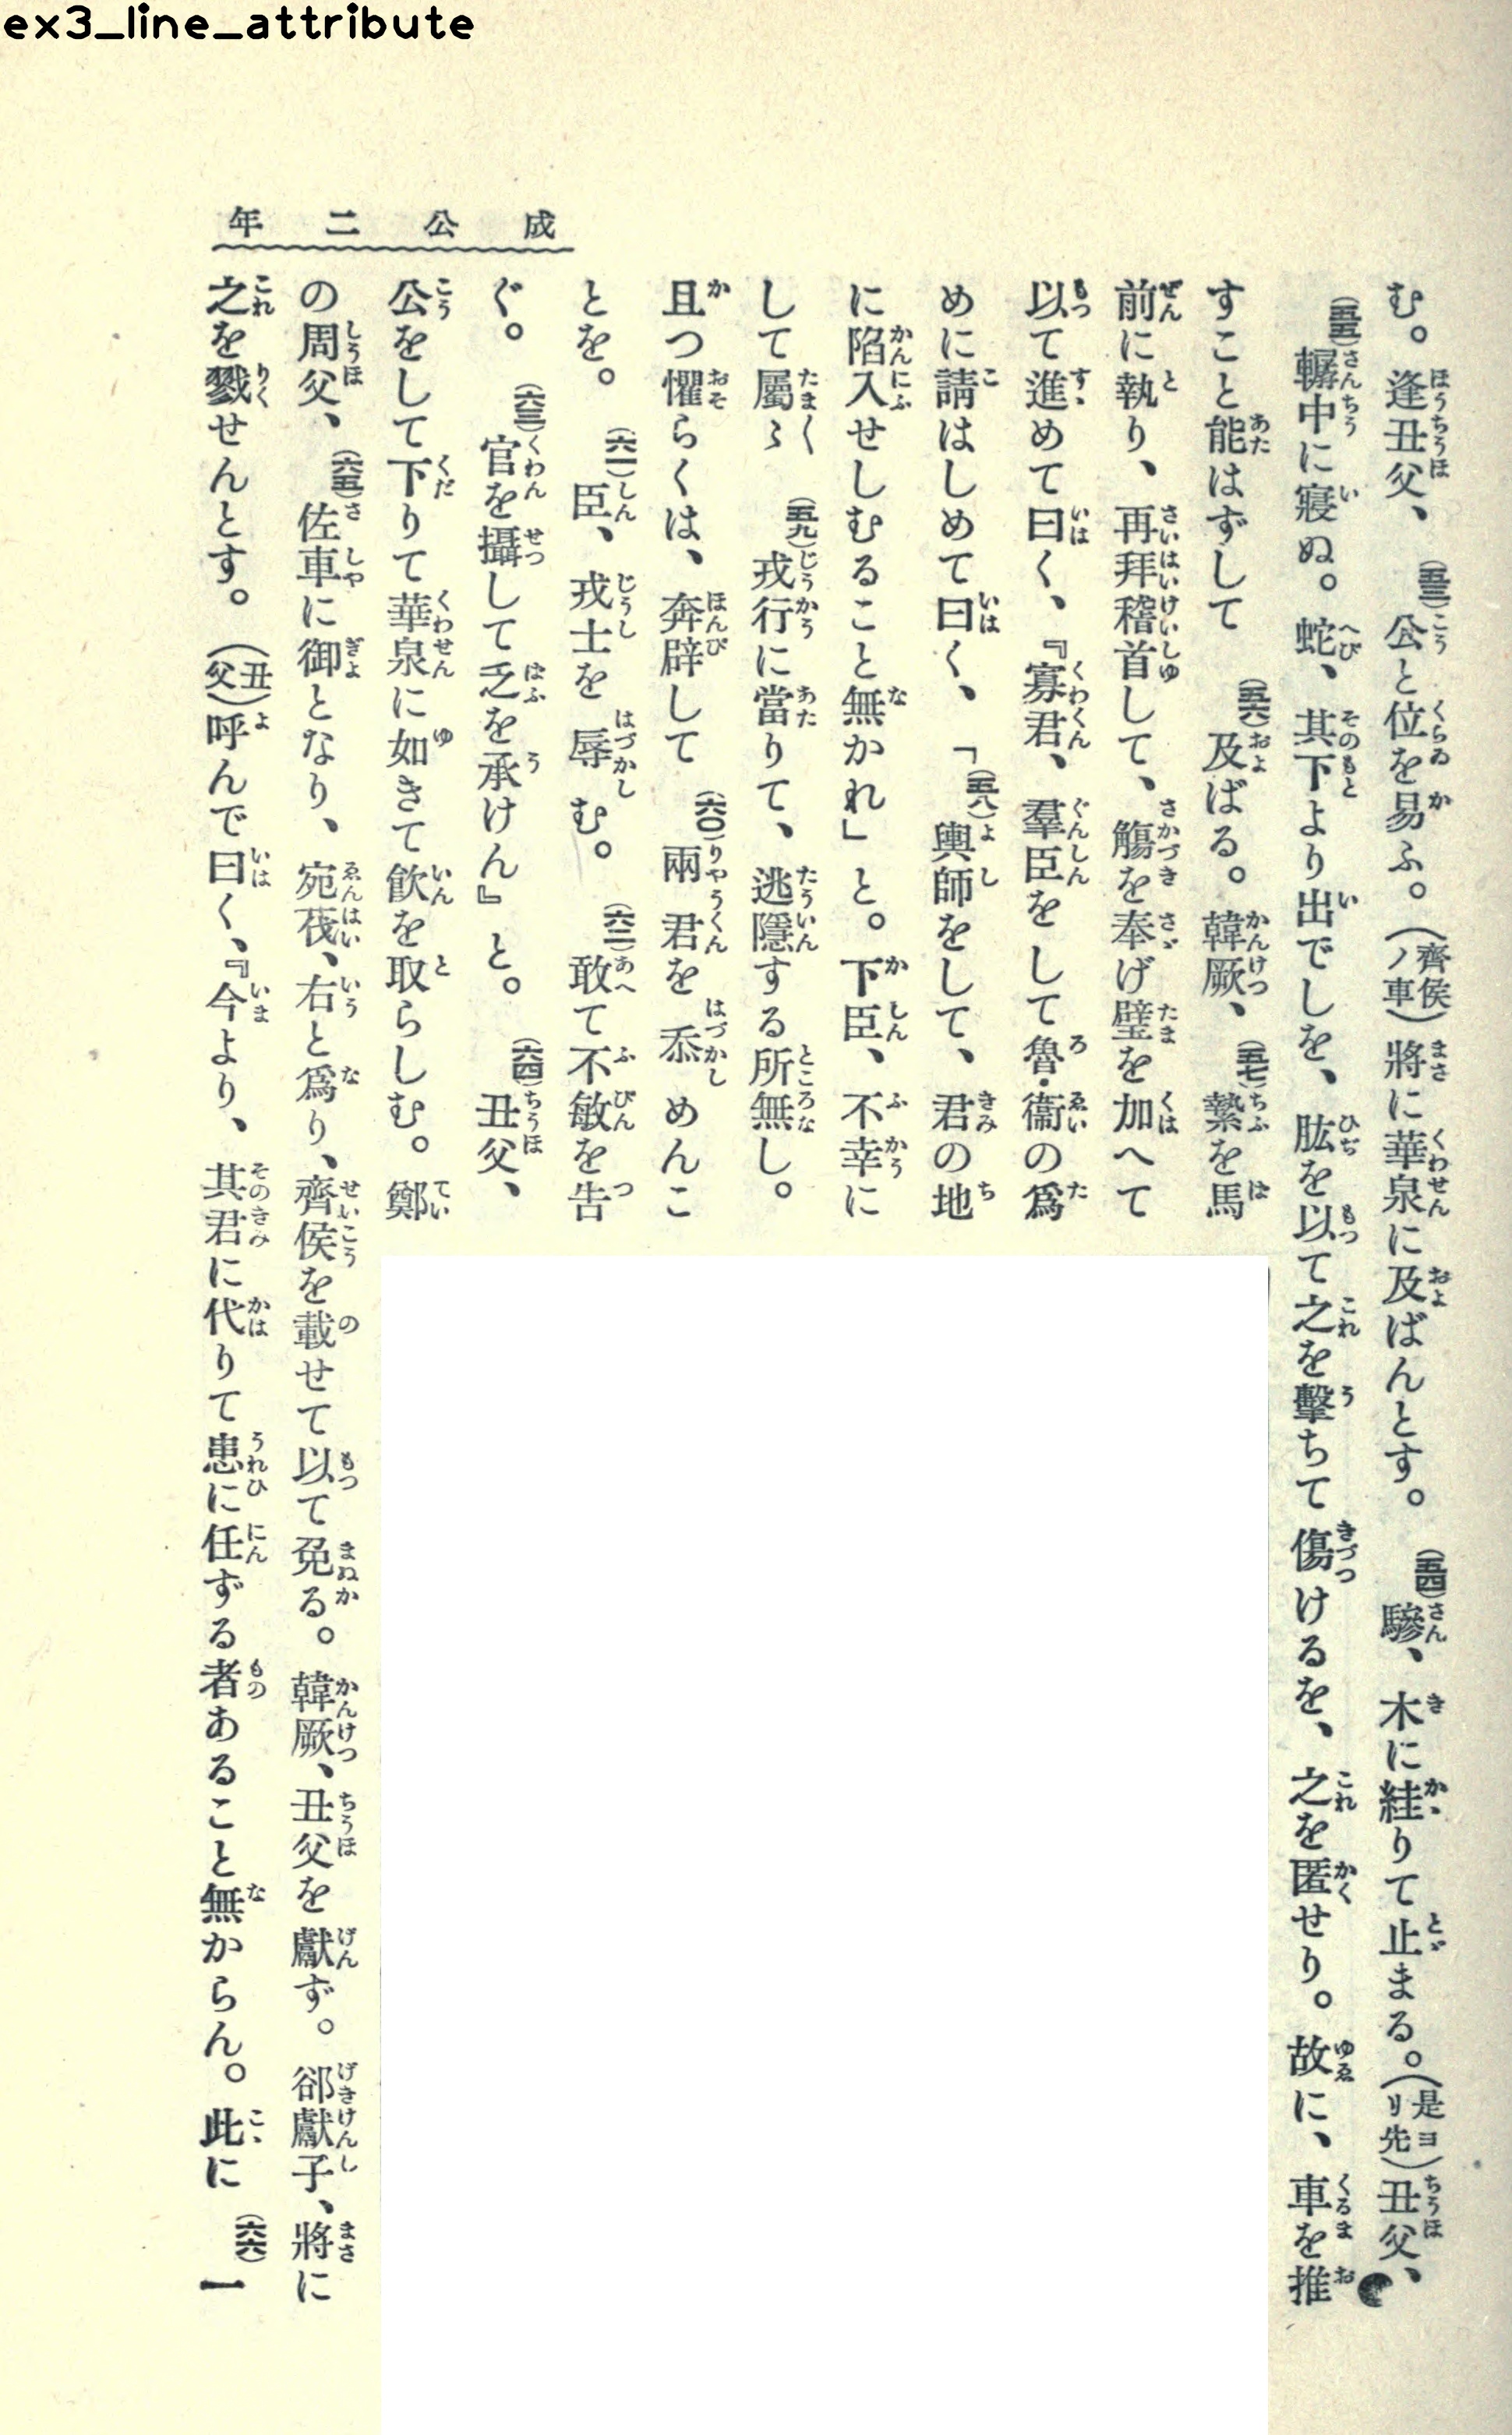 ex3_line_attribute
成公二年
む。逢丑父、(五三)公と位を易ふ。(齊侯ノ車)將に華泉に及ばんとす。(五四)驂、木に絓りて止まる。(是ヨリ先)丑父、
(五五)轏中に寢ぬ。蛇、其下より出でしを、肱を以て之を擊ちて傷けるを、之を匿せり。故に、車を推
すこと能はずして(五六)及ばる。韓厥、(五七)縶を馬
前に執り、再拜稽首して、觴を奉げ璧を加へて
以て進めて曰く、『寡君、羣臣をして魯・衞の爲
めに請はしめて曰く、「(五八)輿師をして、君の地
に陷入せしむること無かれ」と。下臣、不幸に
して屬〻(五九)戎行に當りて、逃隱する所無し。
且つ懼らくは、奔辟して(六〇)兩君を忝めんこ
とを。(六一)臣、戎士を辱む。(六二)敢て不敏を告
ぐ。(六三)官を攝して乏を承けん』と。(六四)丑父、
公をして下りて華泉に如きて飮を取らしむ。鄭
の周父、(六五)佐車に御となり、宛茷、右と爲り、齊侯を載せて以て免る。韓厥、丑父を獻ず。郤獻子、將に
之を戮せんとす。(丑父)呼んで曰く、『今より、其君に代りて患に任ずる者あること無からん。此に(六六)一